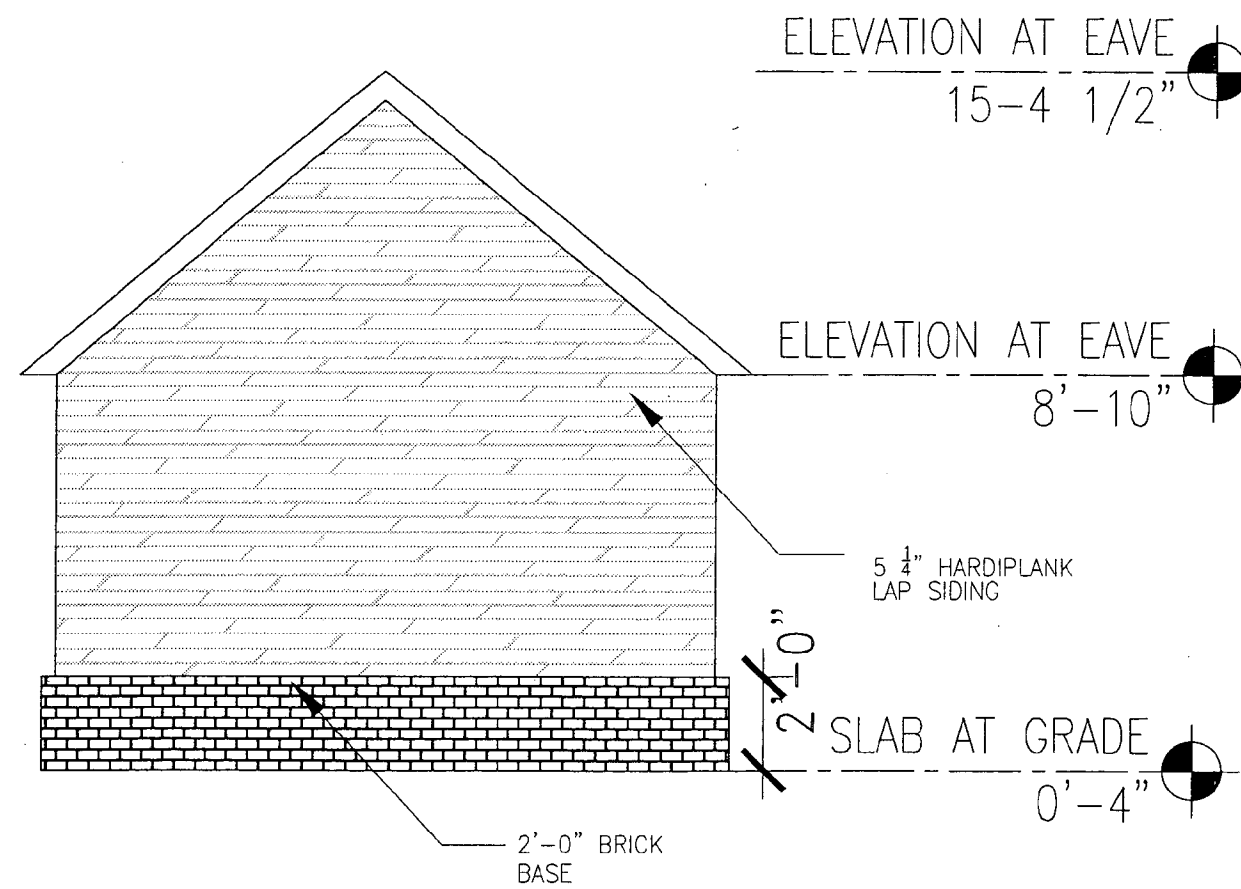 ELEVATION AT EAVE
15-4 1/2"
ELEVATION AT EAVE
8'-10"
5 1/4" HARDIPLANK
LAP SIDING
2'-0"
SLAB AT GRADE
0'-4"
2'-0" BRICK
BASE